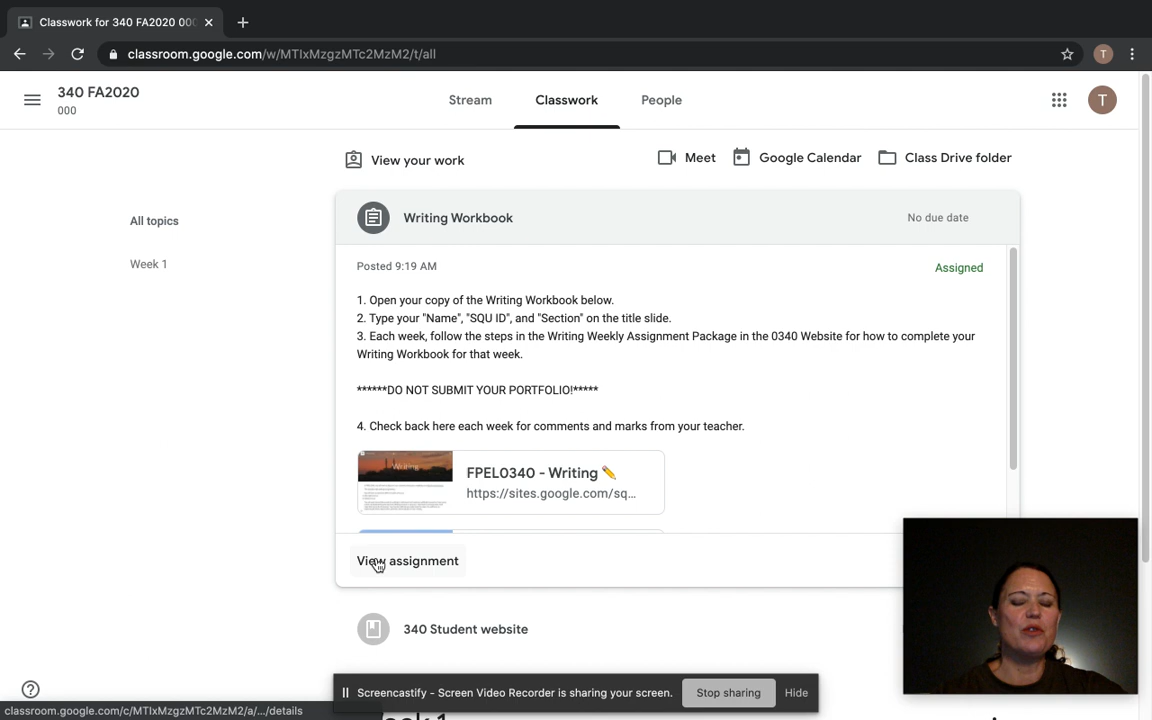 Classwork for 340 FA2020 000
classroom.google.com/w/MTIxMzgzMTc2MzM2/t/all
T
340 FA2020
000
Stream
Classwork
People
T
View your work
Meet
Google Calendar
Class Drive folder
All topics
Week 1
Writing Workbook
No due date
Posted 9:19 AM
Assigned
1. Open your copy of the Writing Workbook below.
2. Type your "Name", "SQU ID", and "Section" on the title slide.
3. Each week, follow the steps in the Writing Weekly Assignment Package in the 0340 Website for how to complete your
Writing Workbook for that week.
******DO NOT SUBMIT YOUR PORTFOLIO!*****
4. Check back here each week for comments and marks from your teacher.
Writing
FPEL0340 - Writing ✏️
https://sites.google.com/sq...
View assignment
340 Student website
Screencastify - Screen Video Recorder is sharing your screen.
Stop sharing
Hide
classroom.google.com/c/MTIxMzgzMTc2MzM2/a/.../details